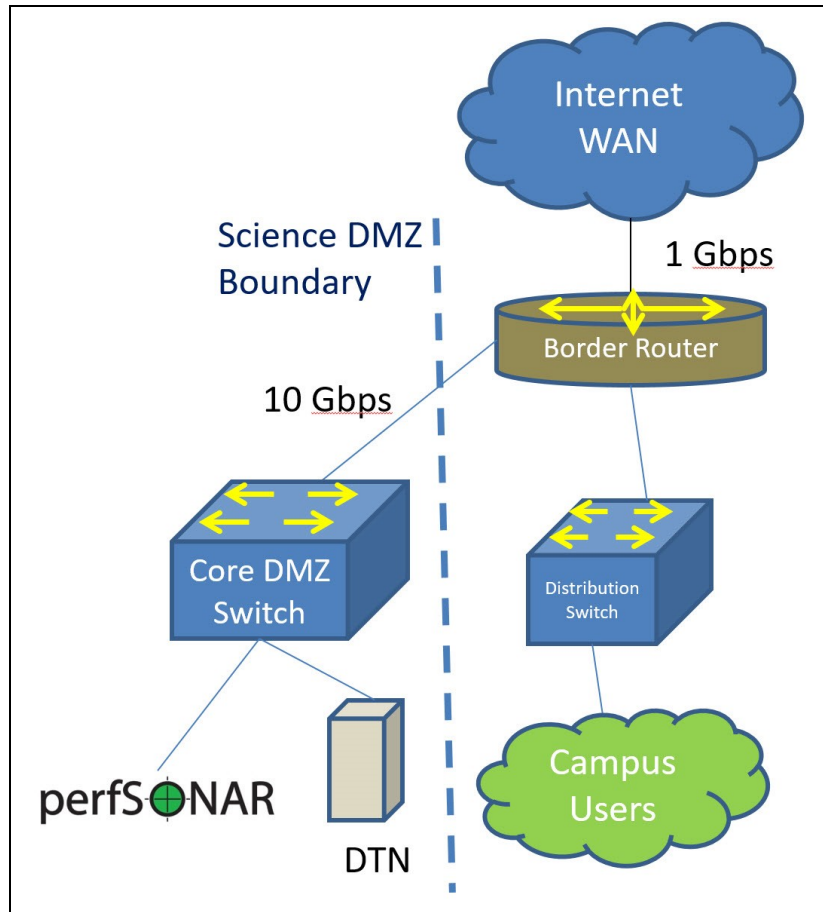 Internet
WAN
Science DMZ
Boundary
1 Gbps
Border Router
10 Gbps
Core DMZ
Switch
Distribution
Switch
perfSONAR
DTN
Campus
Users